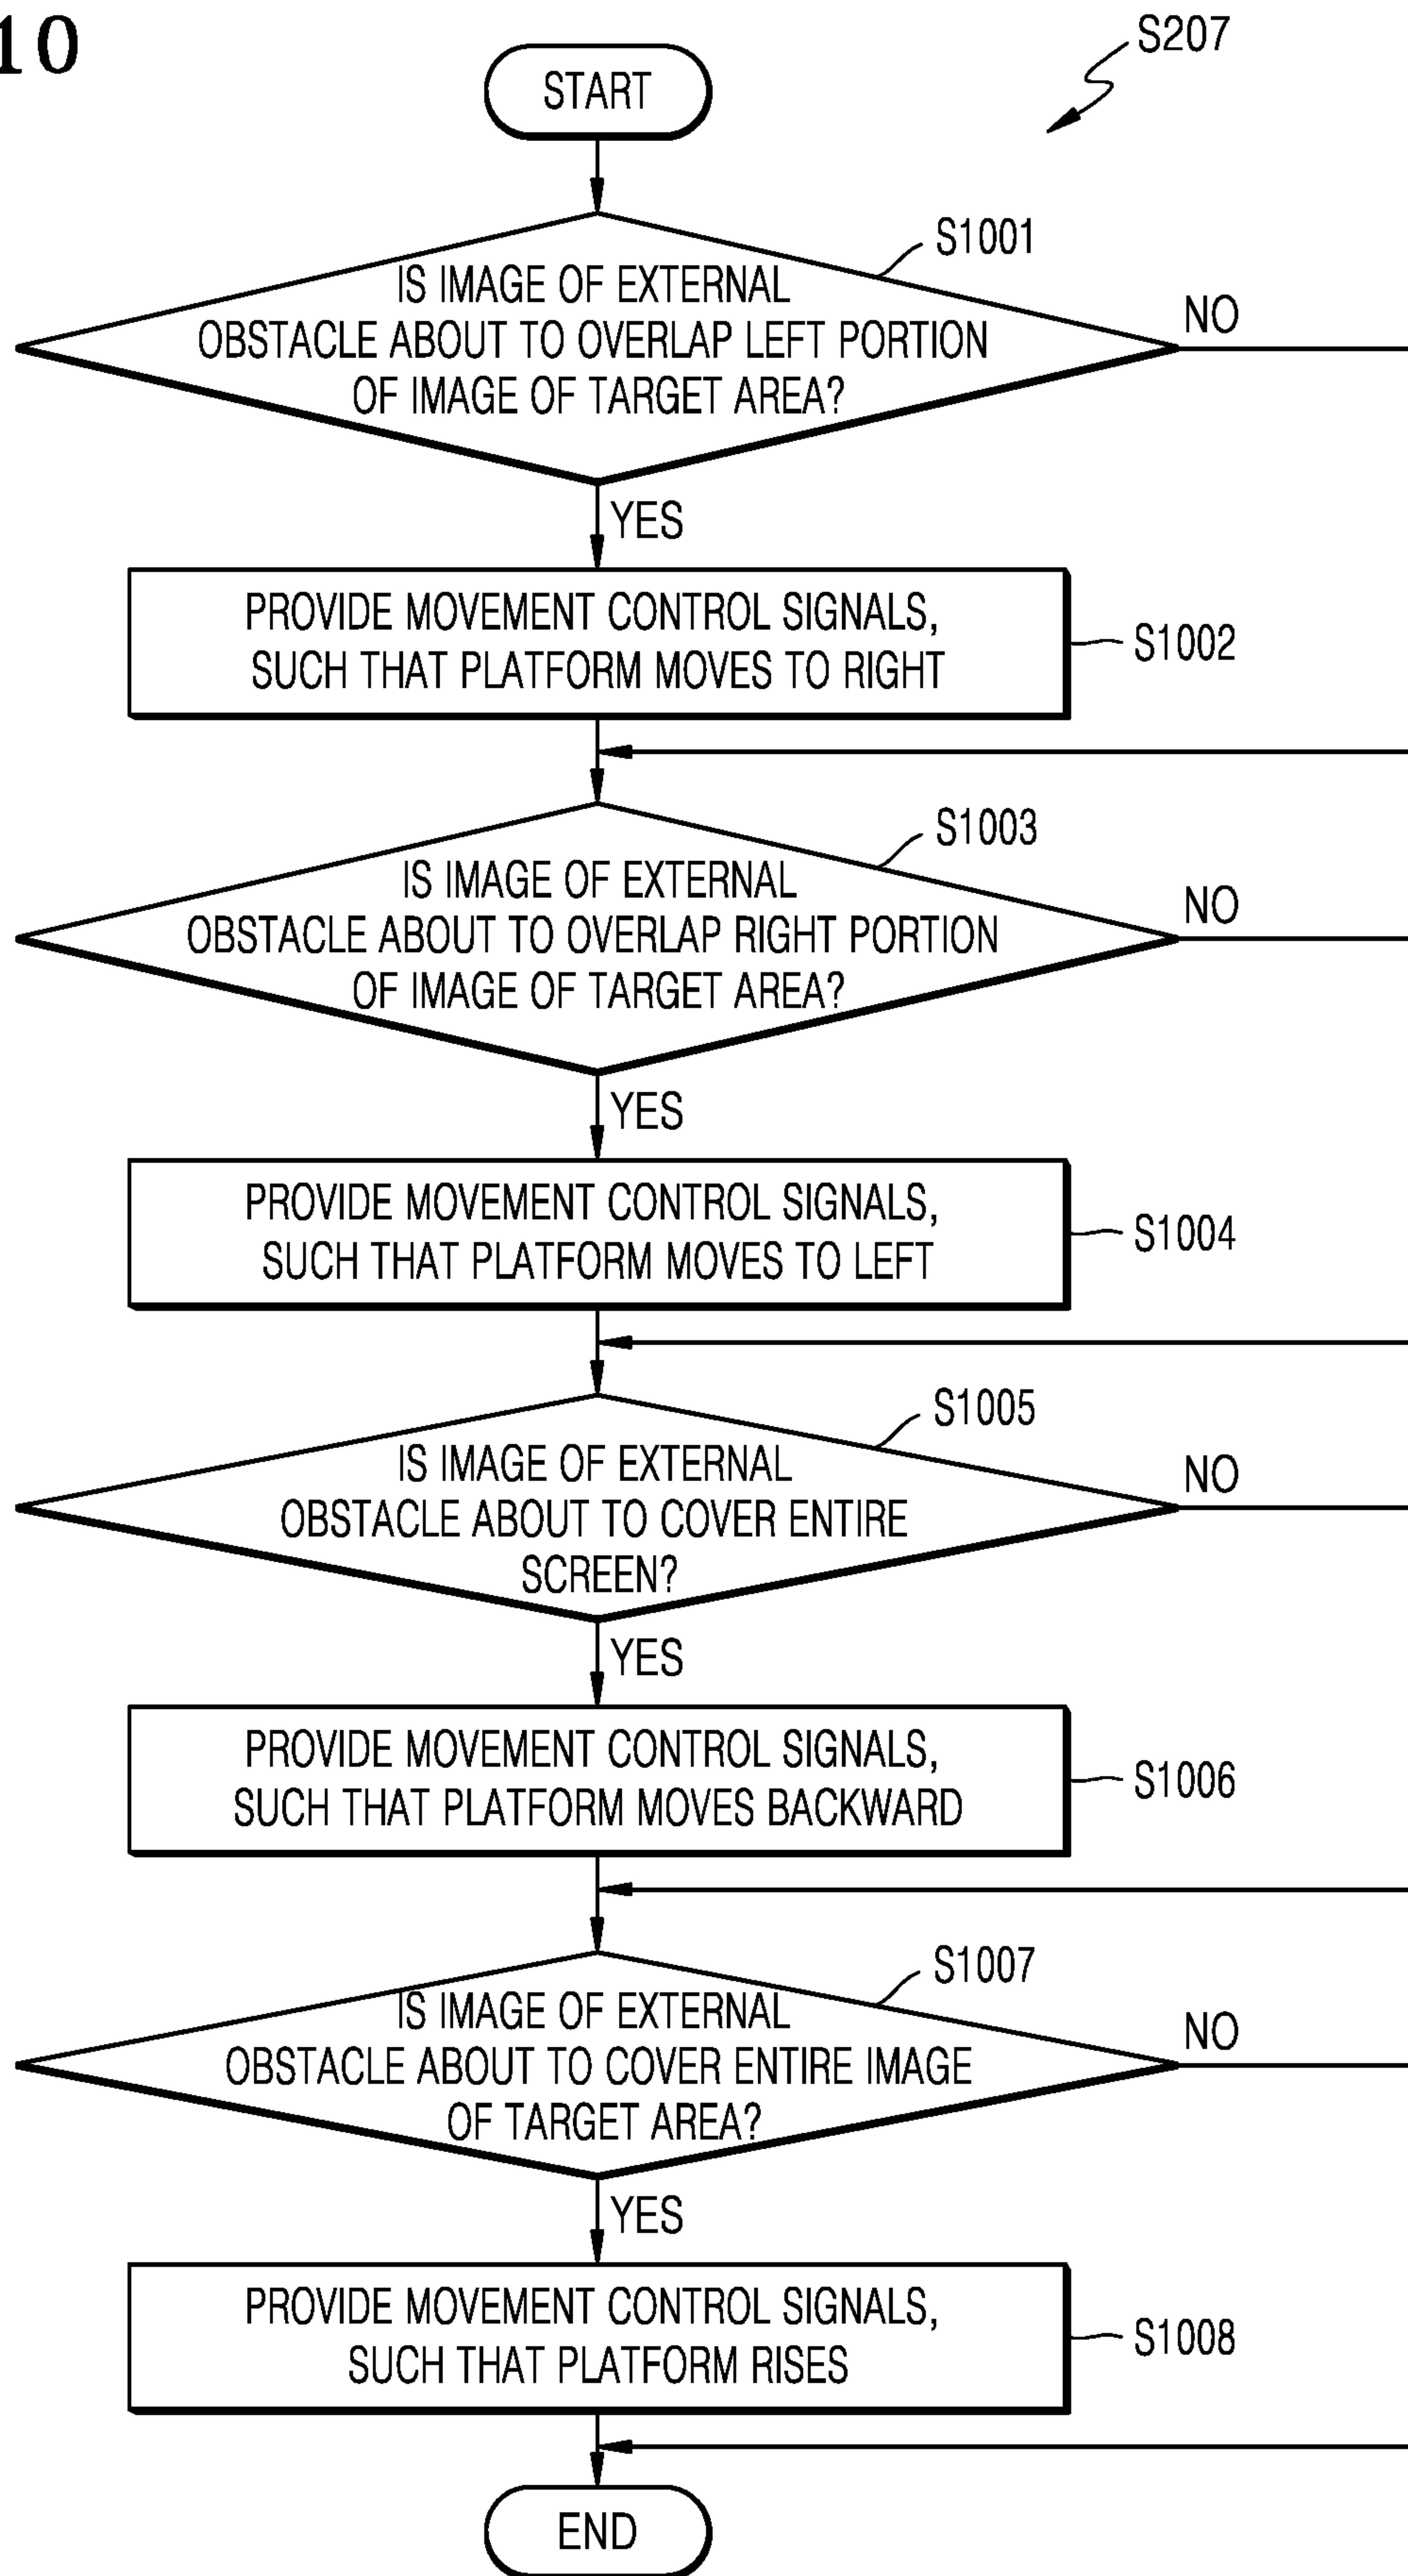 10
S207
START
S1001
IS IMAGE OF EXTERNAL
OBSTACLE ABOUT TO OVERLAP LEFT PORTION
OF IMAGE OF TARGET AREA?
NO
YES
PROVIDE MOVEMENT CONTROL SIGNALS,
SUCH THAT PLATFORM MOVES TO RIGHT
S1002
S1003
IS IMAGE OF EXTERNAL
OBSTACLE ABOUT TO OVERLAP RIGHT PORTION
OF IMAGE OF TARGET AREA?
NO
YES
PROVIDE MOVEMENT CONTROL SIGNALS,
SUCH THAT PLATFORM MOVES TO LEFT
S1004
S1005
IS IMAGE OF EXTERNAL
OBSTACLE ABOUT TO COVER ENTIRE
SCREEN?
NO
YES
PROVIDE MOVEMENT CONTROL SIGNALS,
SUCH THAT PLATFORM MOVES BACKWARD
S1006
S1007
IS IMAGE OF EXTERNAL
OBSTACLE ABOUT TO COVER ENTIRE IMAGE
OF TARGET AREA?
NO
YES
PROVIDE MOVEMENT CONTROL SIGNALS,
SUCH THAT PLATFORM RISES
S1008
END